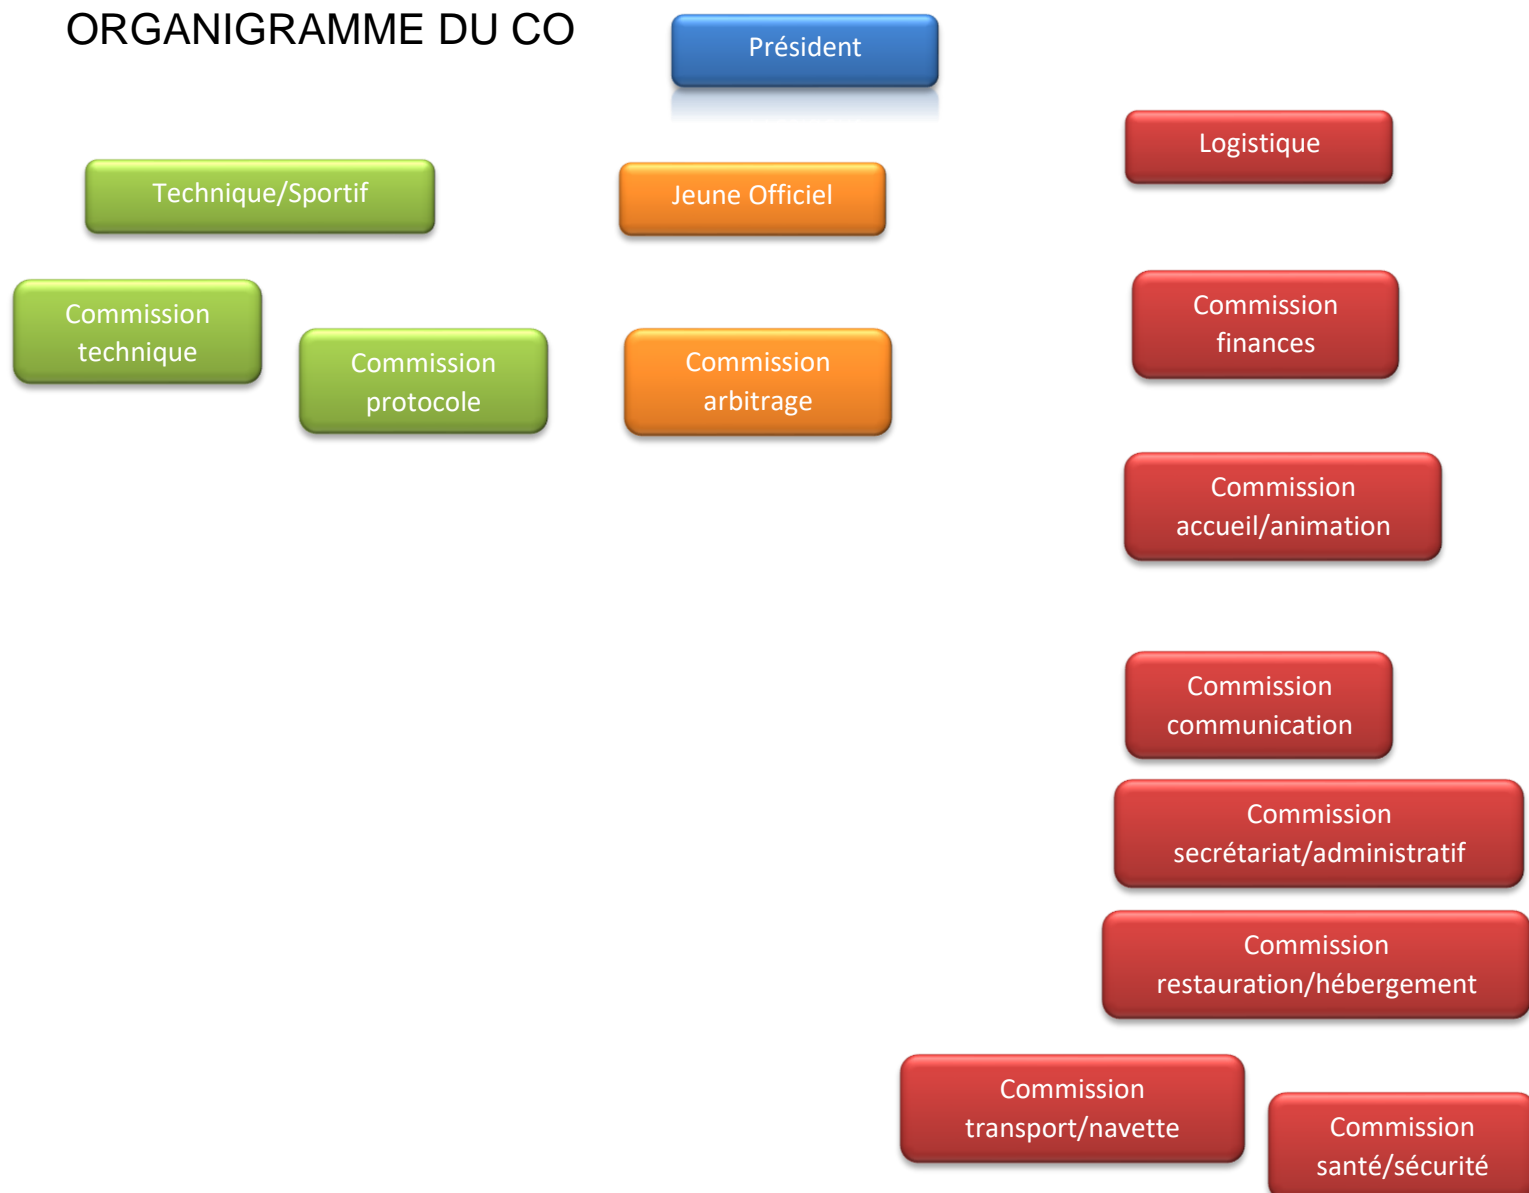 ORGANIGRAMME DU CO
Président
Logistique
Technique/Sportif
Jeune Officiel
Commission
technique
Commission
protocole
Commission
arbitrage
Commission
finances
Commission
accueil/animation
Commission
communication
Commission
secrétariat/administratif
Commission
restauration/hébergement
Commission
transport/navette
Commission
santé/sécurité